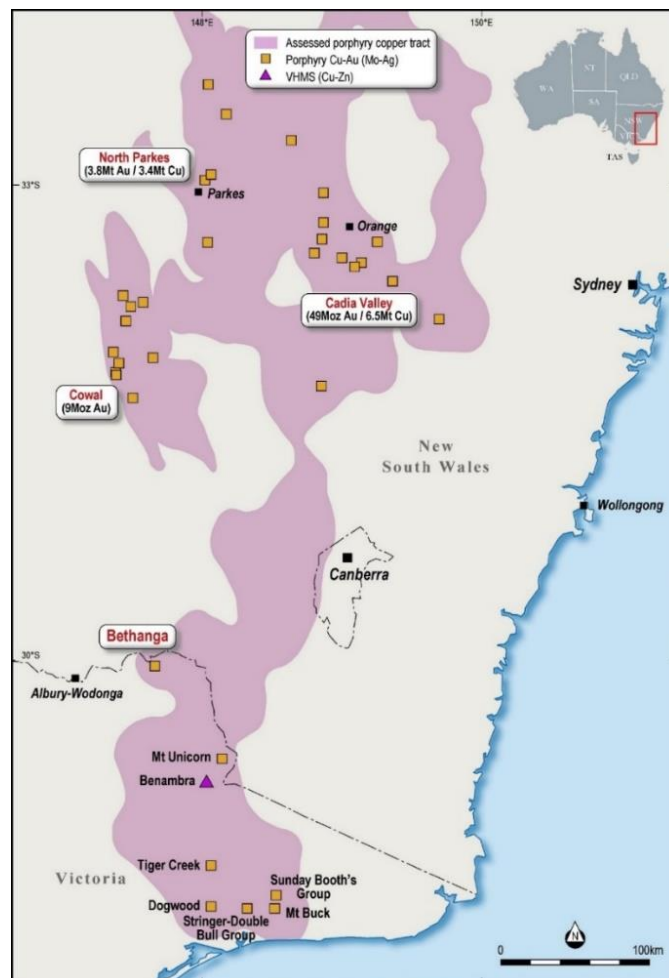 148°E
150°E
Assessed porphyry copper tract
Porphyry Cu-Au (Mo-Ag)
VHMS (Cu-Zn)
WA
NT
QLD
SA
NSW
VIC
TAS
North Parkes
(3.8Mt Au / 3.4Mt Cu)
33°S
Parkes
Orange
Sydney
Cadia Valley
(49Moz Au / 6.5Mt Cu)
Cowal
(9Moz Au)
New
South Wales
Wollongong
Canberra
Bethanga
30°S
Albury-Wodonga
Mt Unicorn
Benambra
Tiger Creek
Victoria
Sunday Booth's
Group
Dogwood
Mt Buck
Stringer-Double
Bull Group
N
0
100km